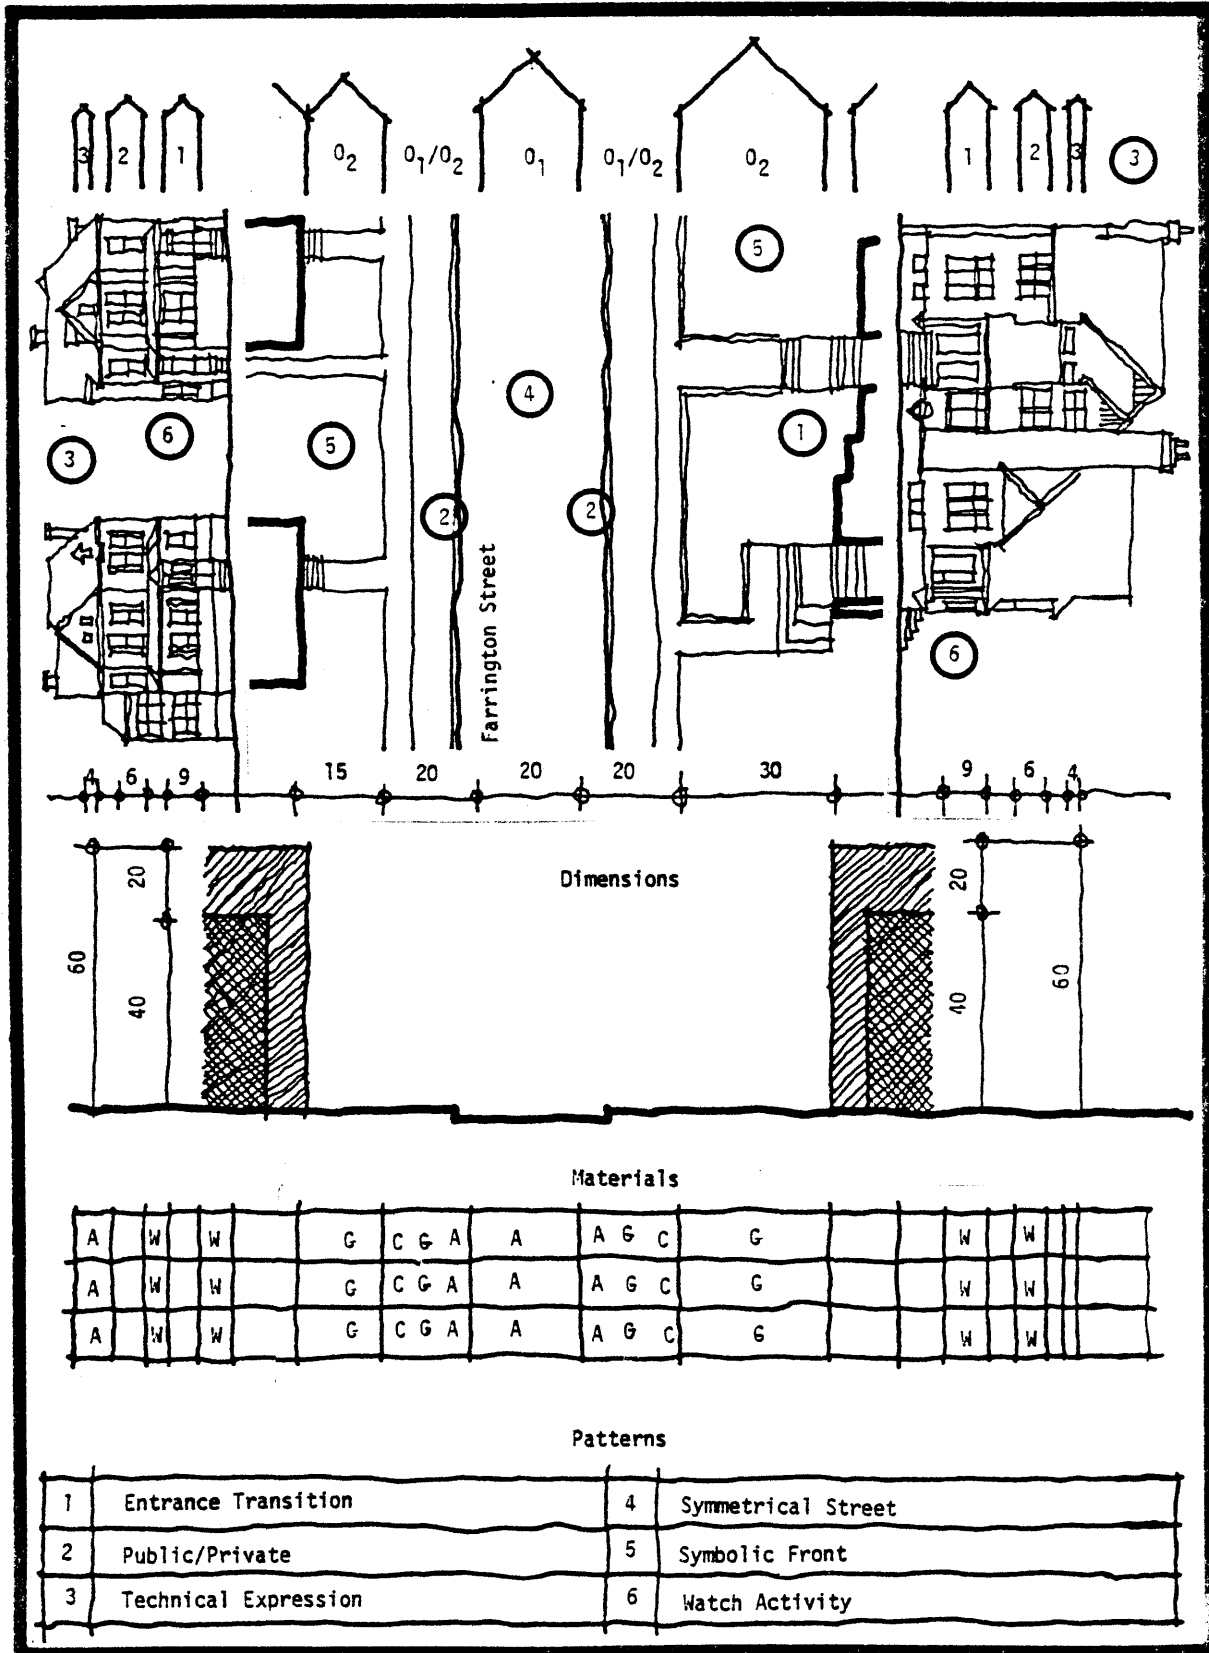 3 2 1 O₂ O₁/O₂ O₁ O₁/O₂ O₂ 1 2 3 3
5
4
1
6 5
3
2 2
Farrington Street
6
4 6 9 15 20 20 20 30 9 6 4
Dimensions
20 20
60 60
40 40
Materials
A W W G C G A A A G C G W W
A W W G C G A A A G C G W W
A W W G C G A A A G C G W W
Patterns
1 Entrance Transition 4 Symmetrical Street
2 Public/Private 5 Symbolic Front
3 Technical Expression 6 Watch Activity